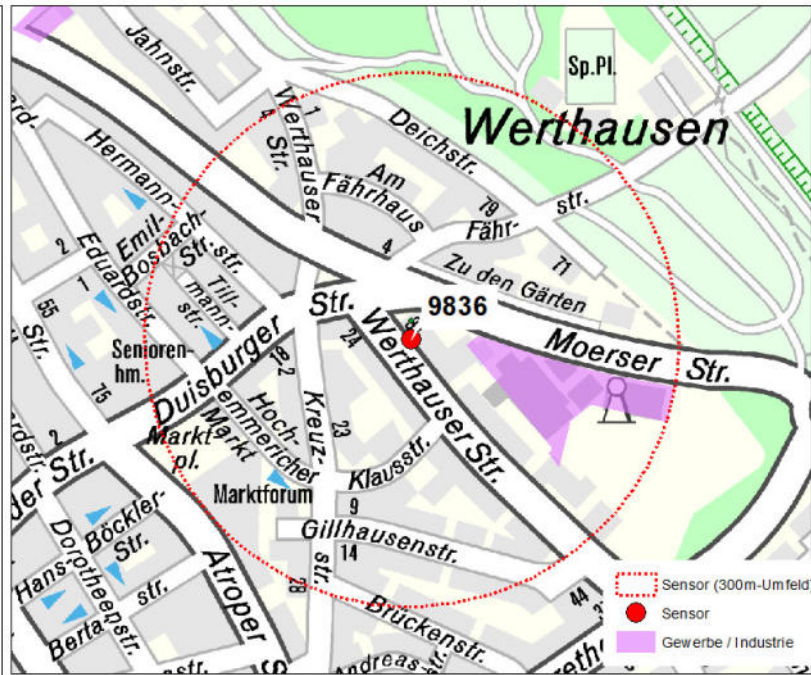 Jahnstr.
Werthauser
Str.
1
4
Deichstr.
Sp.Pl.
Werthausen
Hermann-
str.
Am
Fährhaus
79
Fähr-
str.
71
4
Zu den Gärten
Emil-
Bosbach-
Str.
Till-
mann-
str.
Eduardstr.
2
1
55
75
Str.
Senioren-
hm.
Duisburger Str.
24
9836
Werthauser Str.
Moerser Str.
18
2
Kreuz-
str.
23
Hoch-
emmericher
Markt
Markt-
pl.
Marktforum
Klausstr.
9
Gillhausenstr.
14
28
44
Brückenstr.
Andreas-
str.
2
der Str.
ardstr.
Dorotheenstr.
Hans-
Böckler-
Str.
Berta-
str.
Atroper
S
Sensor (300m-Umfeld)
Sensor
Gewerbe / Industrie